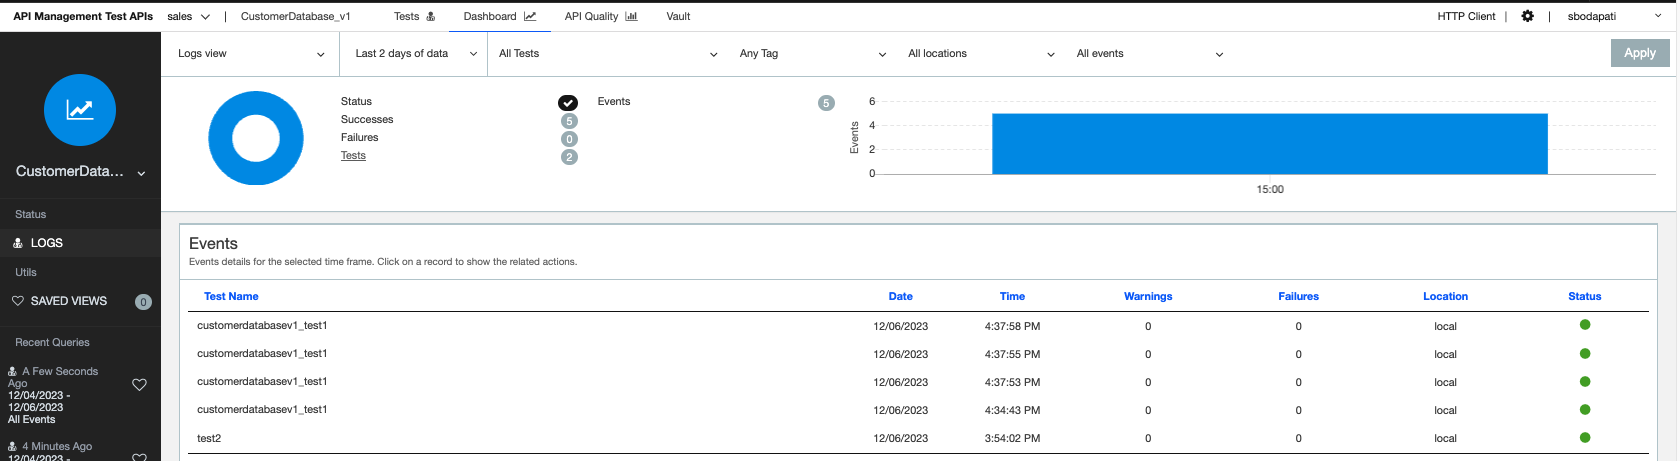 API Management Test APIs sales | CustomerDatabase_v1 Tests Dashboard API Quality Vault HTTP Client | | sbodapati
Logs view Last 2 days of data All Tests Any Tag All locations All events Apply
CustomerData...
Status
LOGS
Utils
SAVED VIEWS 0
Recent Queries
A Few Seconds
Ago
12/04/2023 -
12/06/2023
All Events
4 Minutes Ago
12/04/2023 -
Status
Successes 5
Failures 0
Tests 2
Events 5
Events
6
4
2
0
15:00
Events
Events details for the selected time frame. Click on a record to show the related actions.
Test Name Date Time Warnings Failures Location Status
customerdatabasev1_test1 12/06/2023 4:37:58 PM 0 0 local
customerdatabasev1_test1 12/06/2023 4:37:55 PM 0 0 local
customerdatabasev1_test1 12/06/2023 4:37:53 PM 0 0 local
customerdatabasev1_test1 12/06/2023 4:34:43 PM 0 0 local
test2 12/06/2023 3:54:02 PM 0 0 local